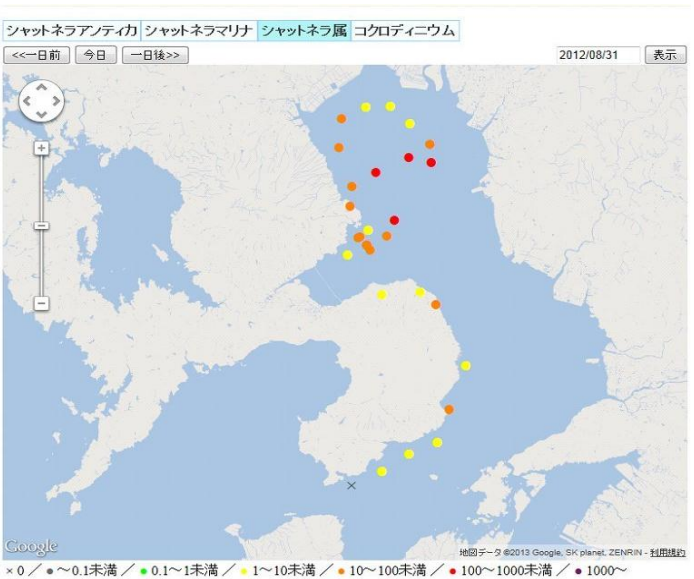 シャットネラアンティカ シャットネラマリナ シャットネラ属 コクロディニウム
<<一日前 今日 一日後>> 2012/08/31 表示
Google 地図データ ©2013 Google, SK planet, ZENRIN - 利用規約
× 0 ／ ● ～0.1未満 ／ ● 0.1～1未満 ／ ● 1～10未満 ／ ● 10～100未満 ／ ● 100～1000未満 ／ ● 1000～